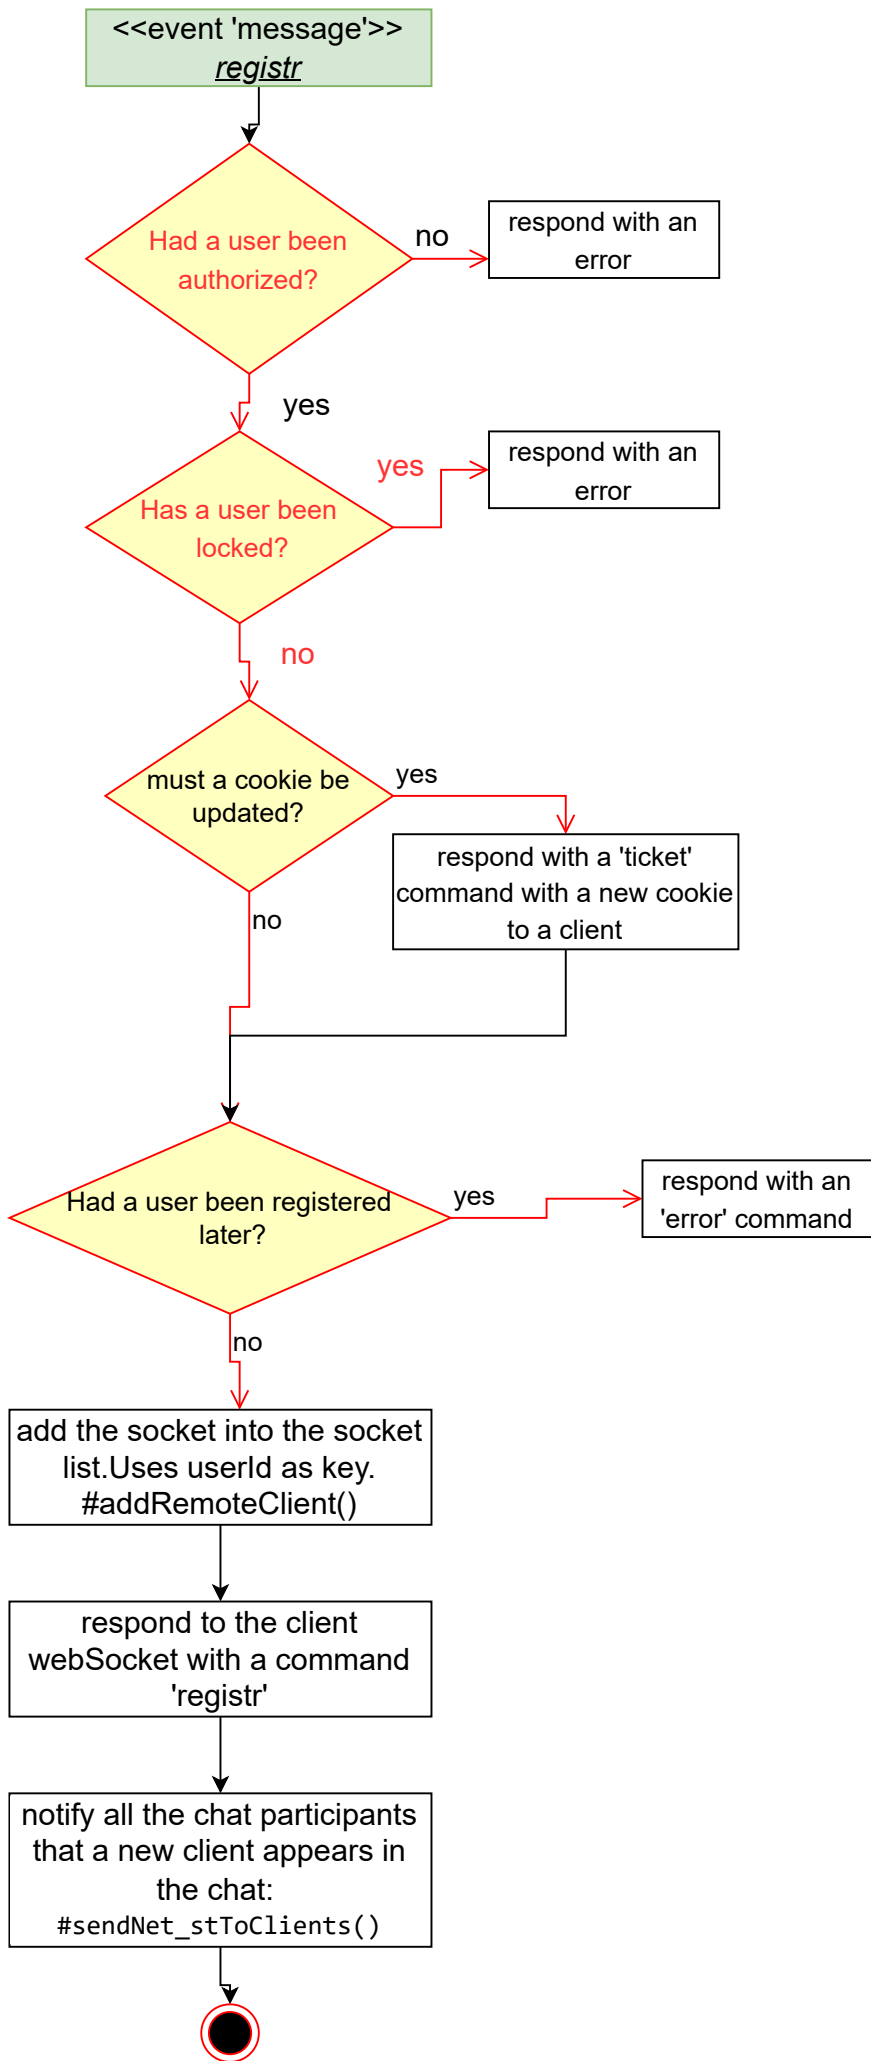 <<event 'message'>>
registr
Had a user been
authorized?
no
respond with an
error
yes
Has a user been
locked?
yes
respond with an
error
no
must a cookie be
updated?
yes
respond with a 'ticket'
command with a new cookie
to a client
no
Had a user been registered
later?
yes
respond with an
'error' command
no
add the socket into the socket
list.Uses userId as key.
#addRemoteClient()
respond to the client
webSocket with a command
'registr'
notify all the chat participants
that a new client appears in
the chat:
#sendNet_stToClients()